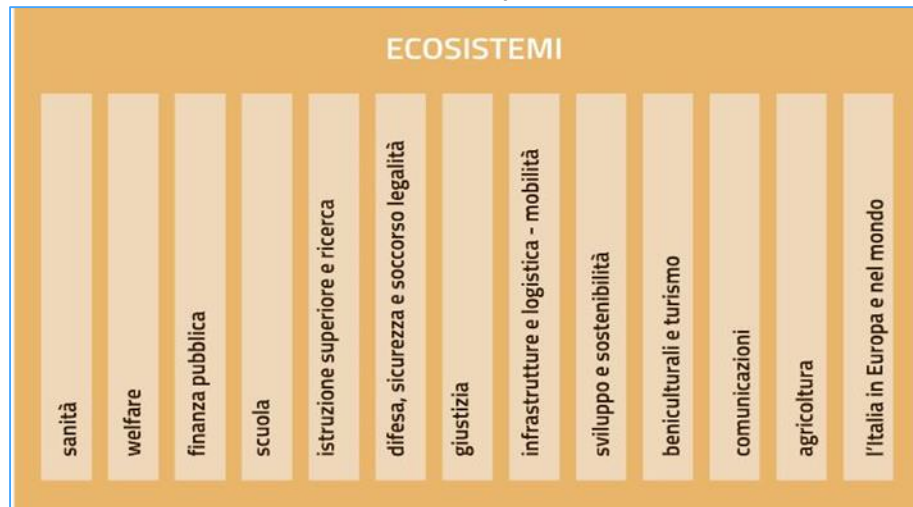 ECOSISTEMI
sanità
welfare
finanza pubblica
scuola
istruzione superiore e ricerca
difesa, sicurezza e soccorso legalità
giustizia
infrastrutture e logistica - mobilità
sviluppo e sostenibilità
beniculturali e turismo
comunicazioni
agricoltura
l'Italia in Europa e nel mondo